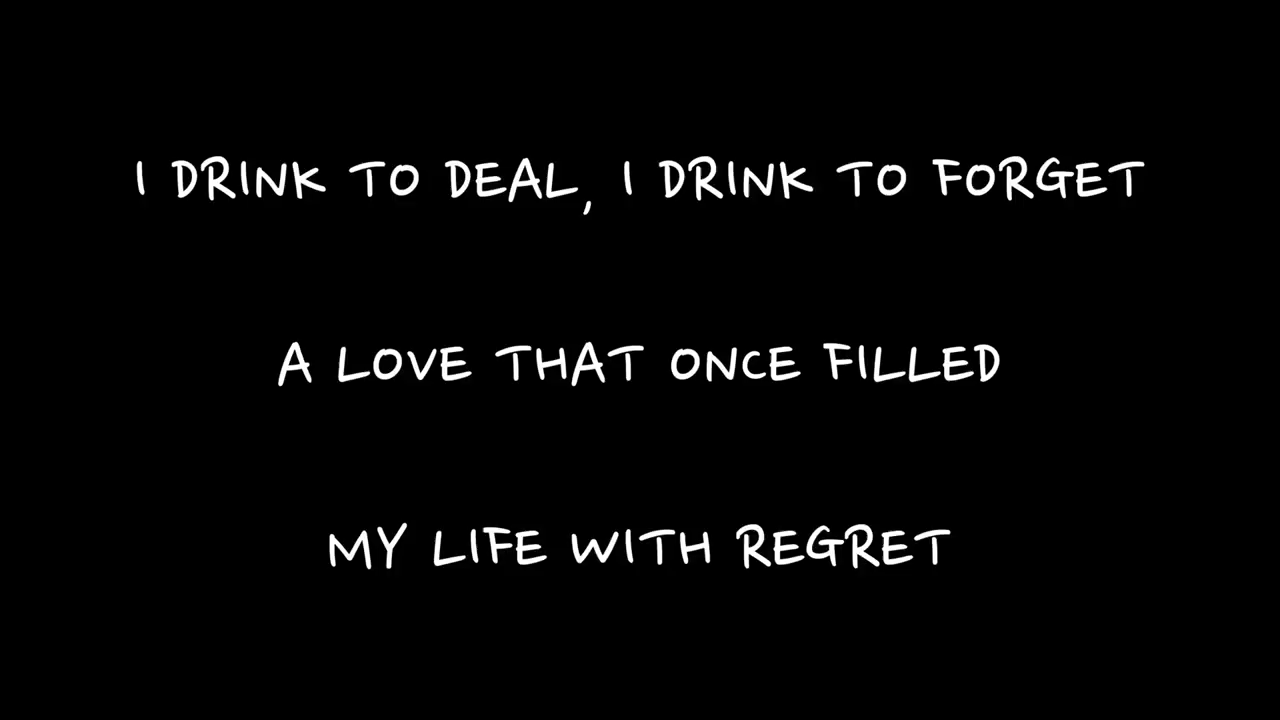 I DRINK TO DEAL, I DRINK TO FORGET
A LOVE THAT ONCE FILLED
MY LIFE WITH REGRET